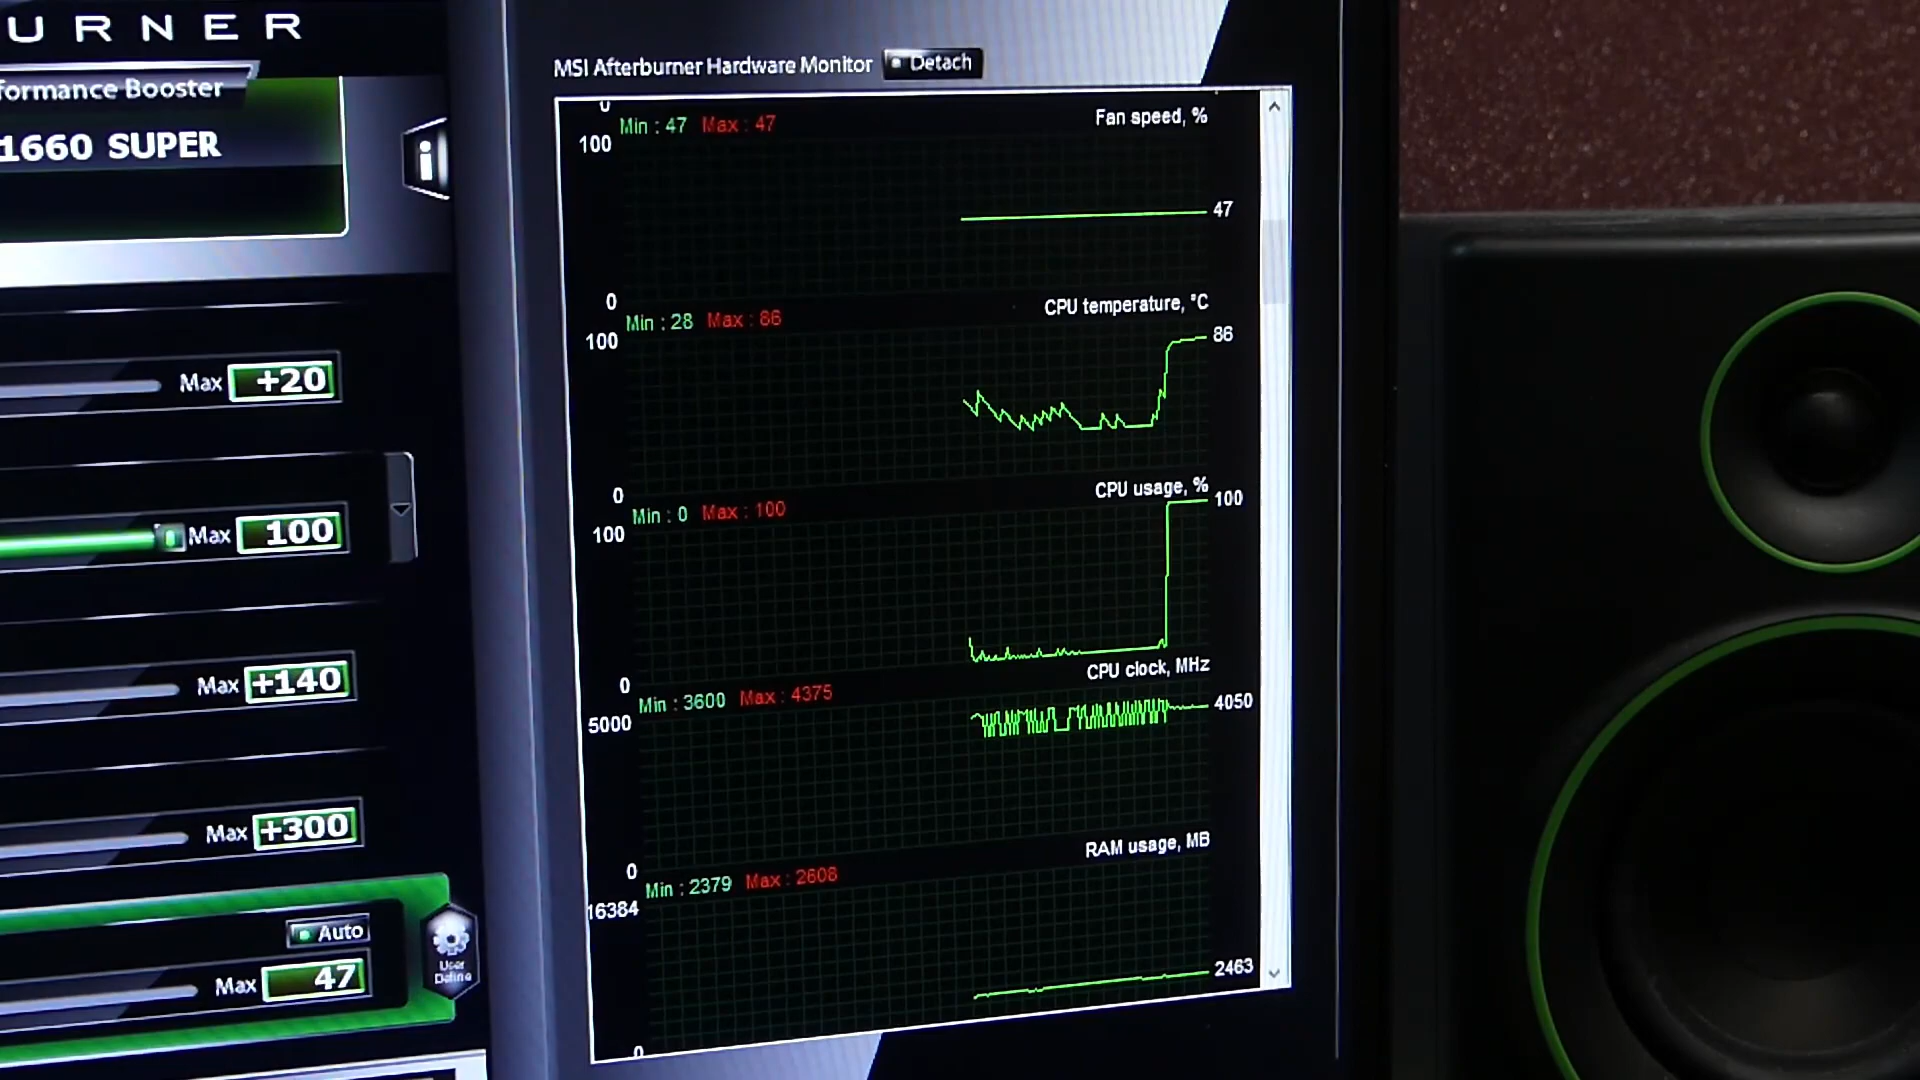 URNER
formance Booster
1660 SUPER
i
Max +20
Max 100
Max +140
Max +300
Auto
Max 47
User
Define
MSI Afterburner Hardware Monitor Detach
0
Min : 47 Max : 47 Fan speed, %
100
47
0
Min : 28 Max : 86 CPU temperature, °C
100
86
0
Min : 0 Max : 100 CPU usage, %
100
100
0
Min : 3600 Max : 4375 CPU clock, MHz
5000
4050
0
Min : 2379 Max : 2608 RAM usage, MB
16384
2463
0